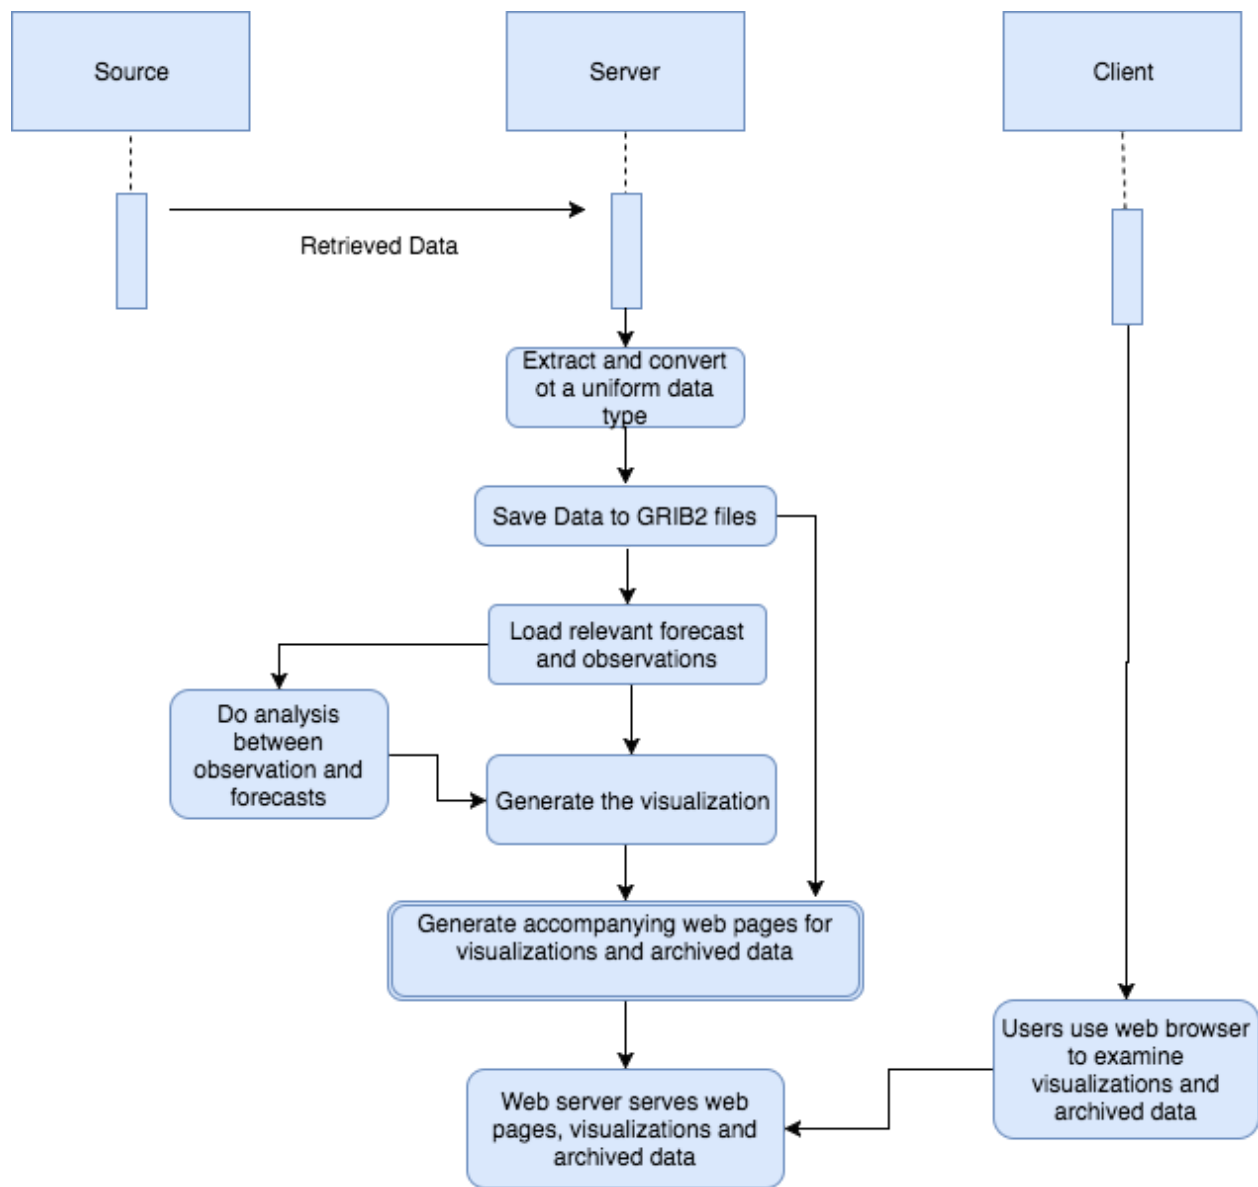 Source
Server
Client
Retrieved Data
Extract and convert
ot a uniform data
type
Save Data to GRIB2 files
Load relevant forecast
and observations
Do analysis
between
observation and
forecasts
Generate the visualization
Generate accompanying web pages for
visualizations and archived data
Users use web browser
to examine
visualizations and
archived data
Web server serves web
pages, visualizations and
archived data